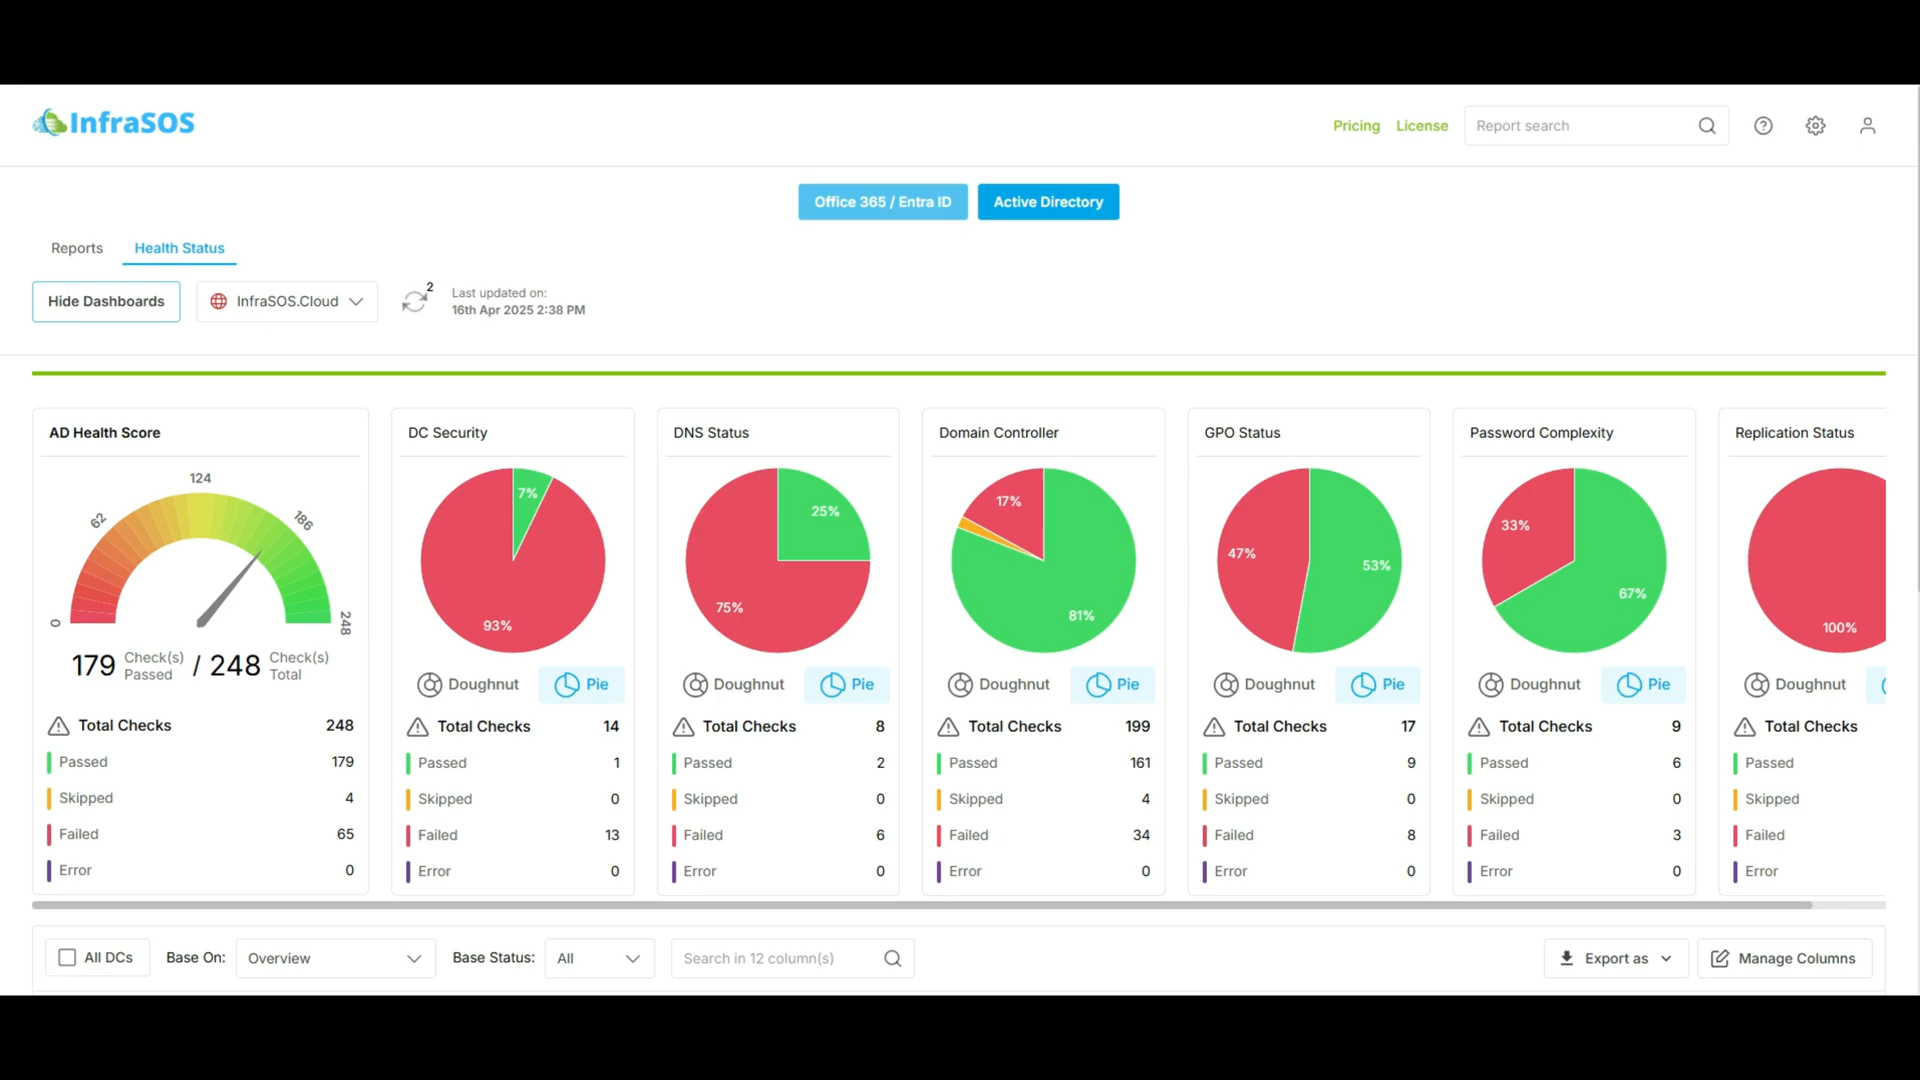 InfraSOS
Pricing License Report search
Office 365 / Entra ID Active Directory
Reports Health Status
Hide Dashboards InfraSOS.Cloud 2 Last updated on:
16th Apr 2025 2:38 PM
AD Health Score
0 62 124 186 248
179 Check(s) Passed / 248 Check(s) Total
Total Checks 248
Passed 179
Skipped 4
Failed 65
Error 0
DC Security
7%
93%
Doughnut Pie
Total Checks 14
Passed 1
Skipped 0
Failed 13
Error 0
DNS Status
25%
75%
Doughnut Pie
Total Checks 8
Passed 2
Skipped 0
Failed 6
Error 0
Domain Controller
17%
81%
Doughnut Pie
Total Checks 199
Passed 161
Skipped 4
Failed 34
Error 0
GPO Status
47%
53%
Doughnut Pie
Total Checks 17
Passed 9
Skipped 0
Failed 8
Error 0
Password Complexity
33%
67%
Doughnut Pie
Total Checks 9
Passed 6
Skipped 0
Failed 3
Error 0
Replication Status
100%
Doughnut
Total Checks
Passed
Skipped
Failed
Error
All DCs Base On: Overview Base Status: All Search in 12 column(s) Export as Manage Columns